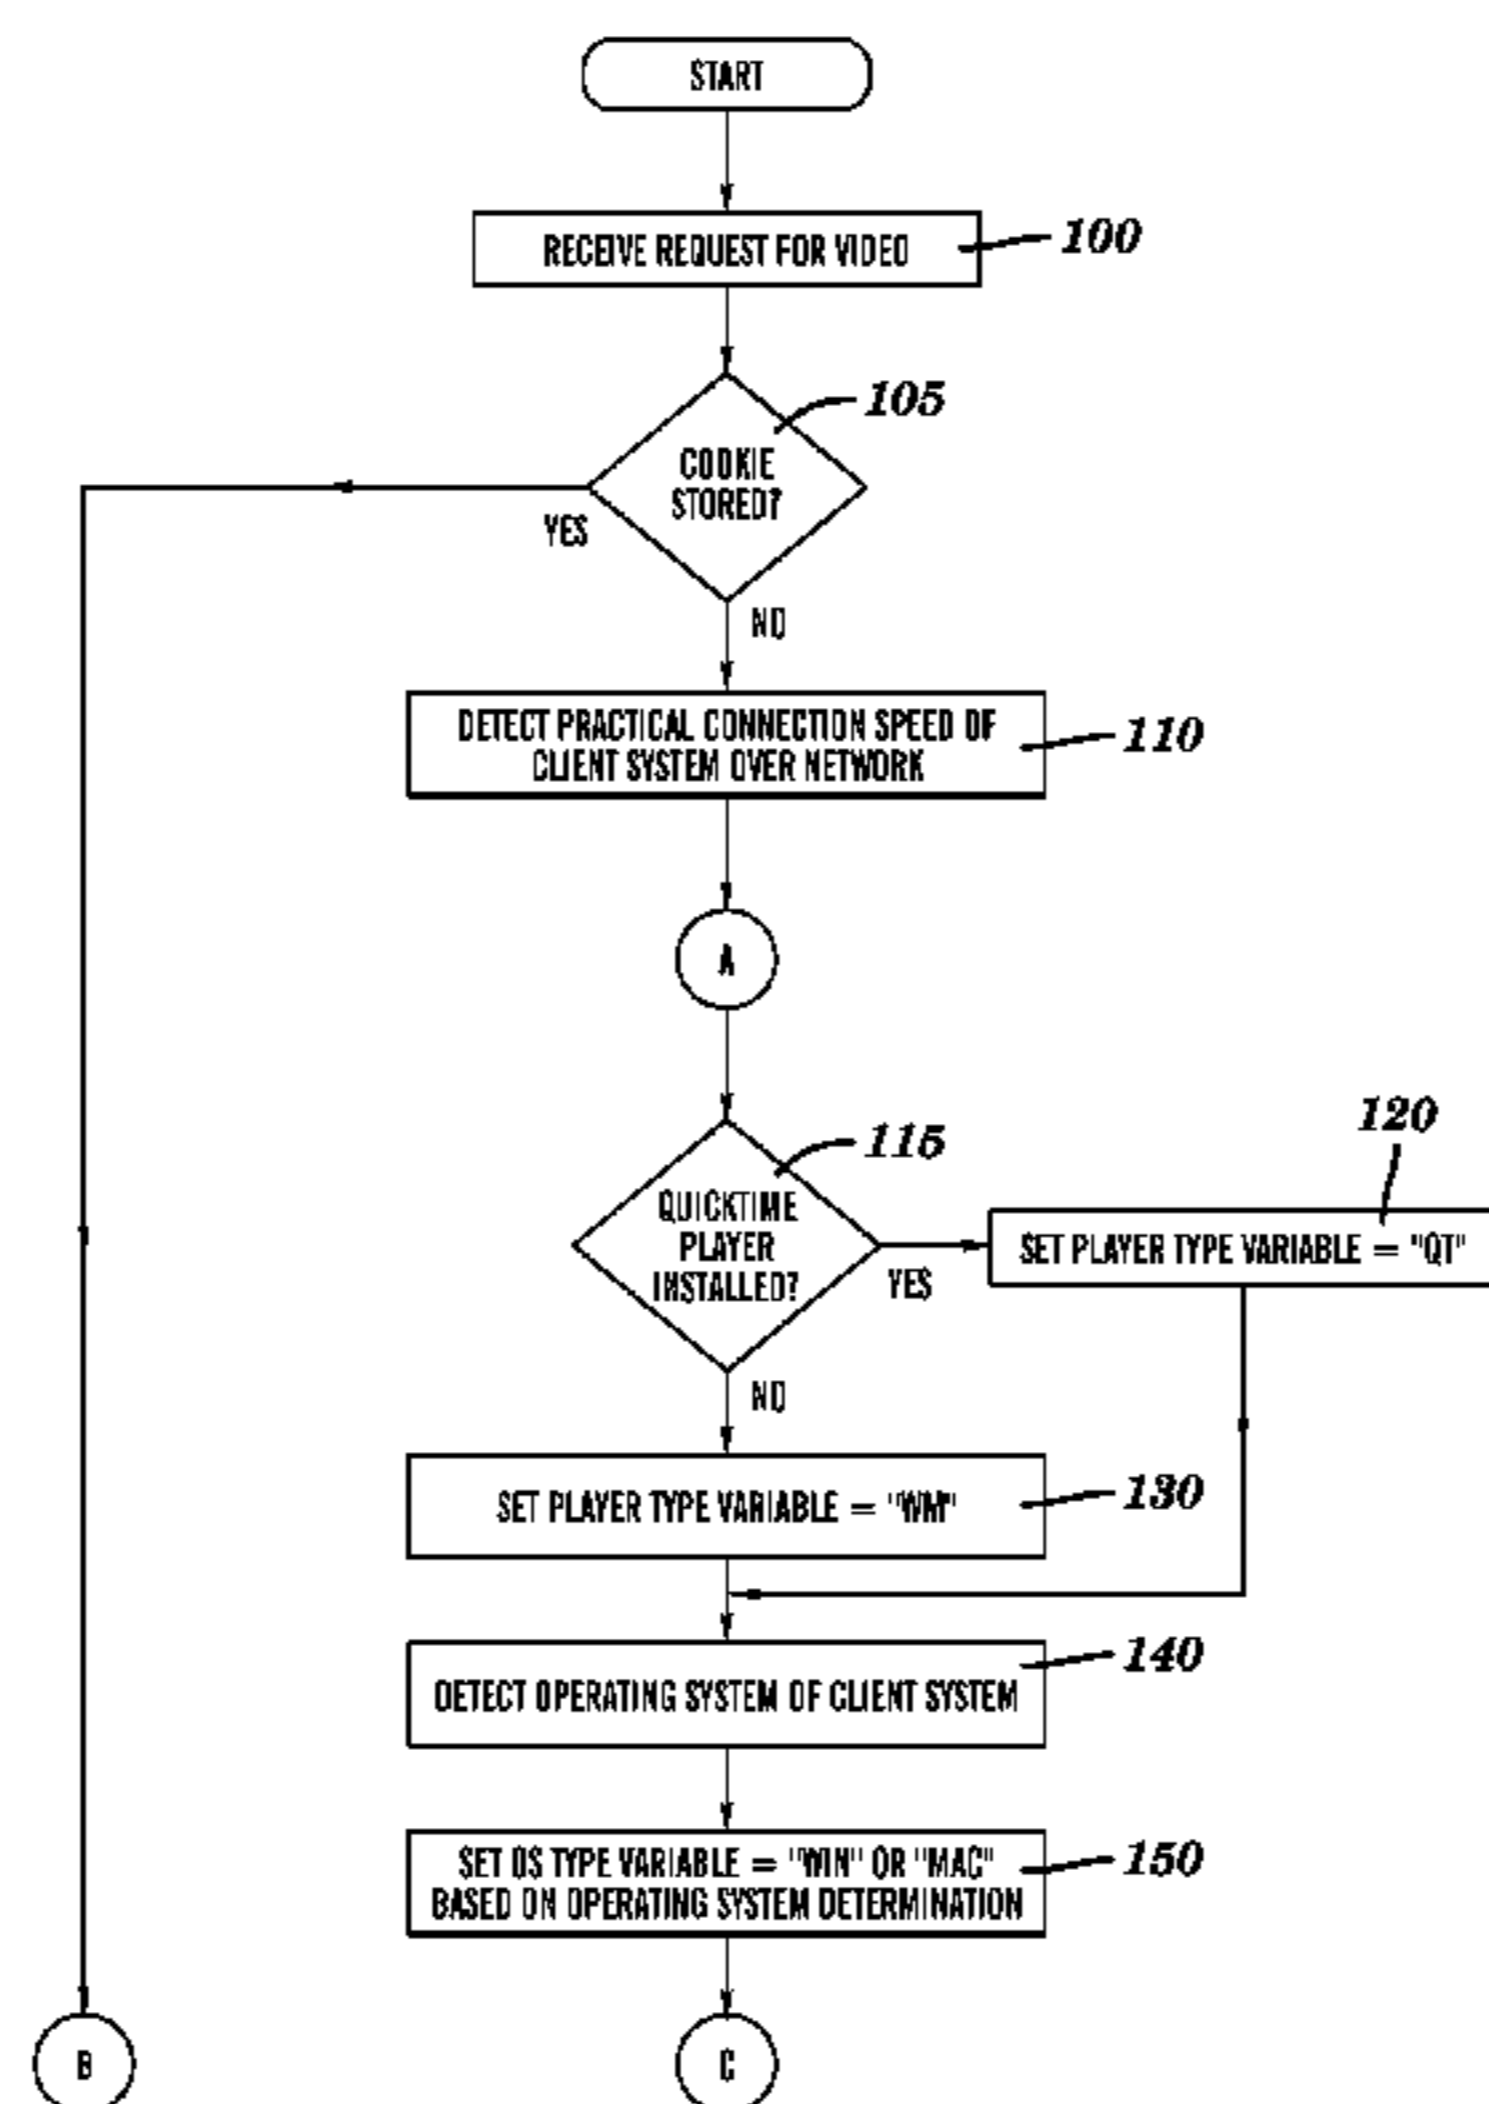 START
RECEIVE REQUEST FOR VIDEO
100
105
COOKIE
STORED?
YES
NO
DETECT PRACTICAL CONNECTION SPEED OF
CLIENT SYSTEM OVER NETWORK
110
A
115
QUICKTIME
PLAYER
INSTALLED?
YES
120
SET PLAYER TYPE VARIABLE = "QT"
NO
SET PLAYER TYPE VARIABLE = "WM"
130
140
DETECT OPERATING SYSTEM OF CLIENT SYSTEM
SET OS TYPE VARIABLE = "WIN" OR "MAC"
BASED ON OPERATING SYSTEM DETERMINATION
150
B
C